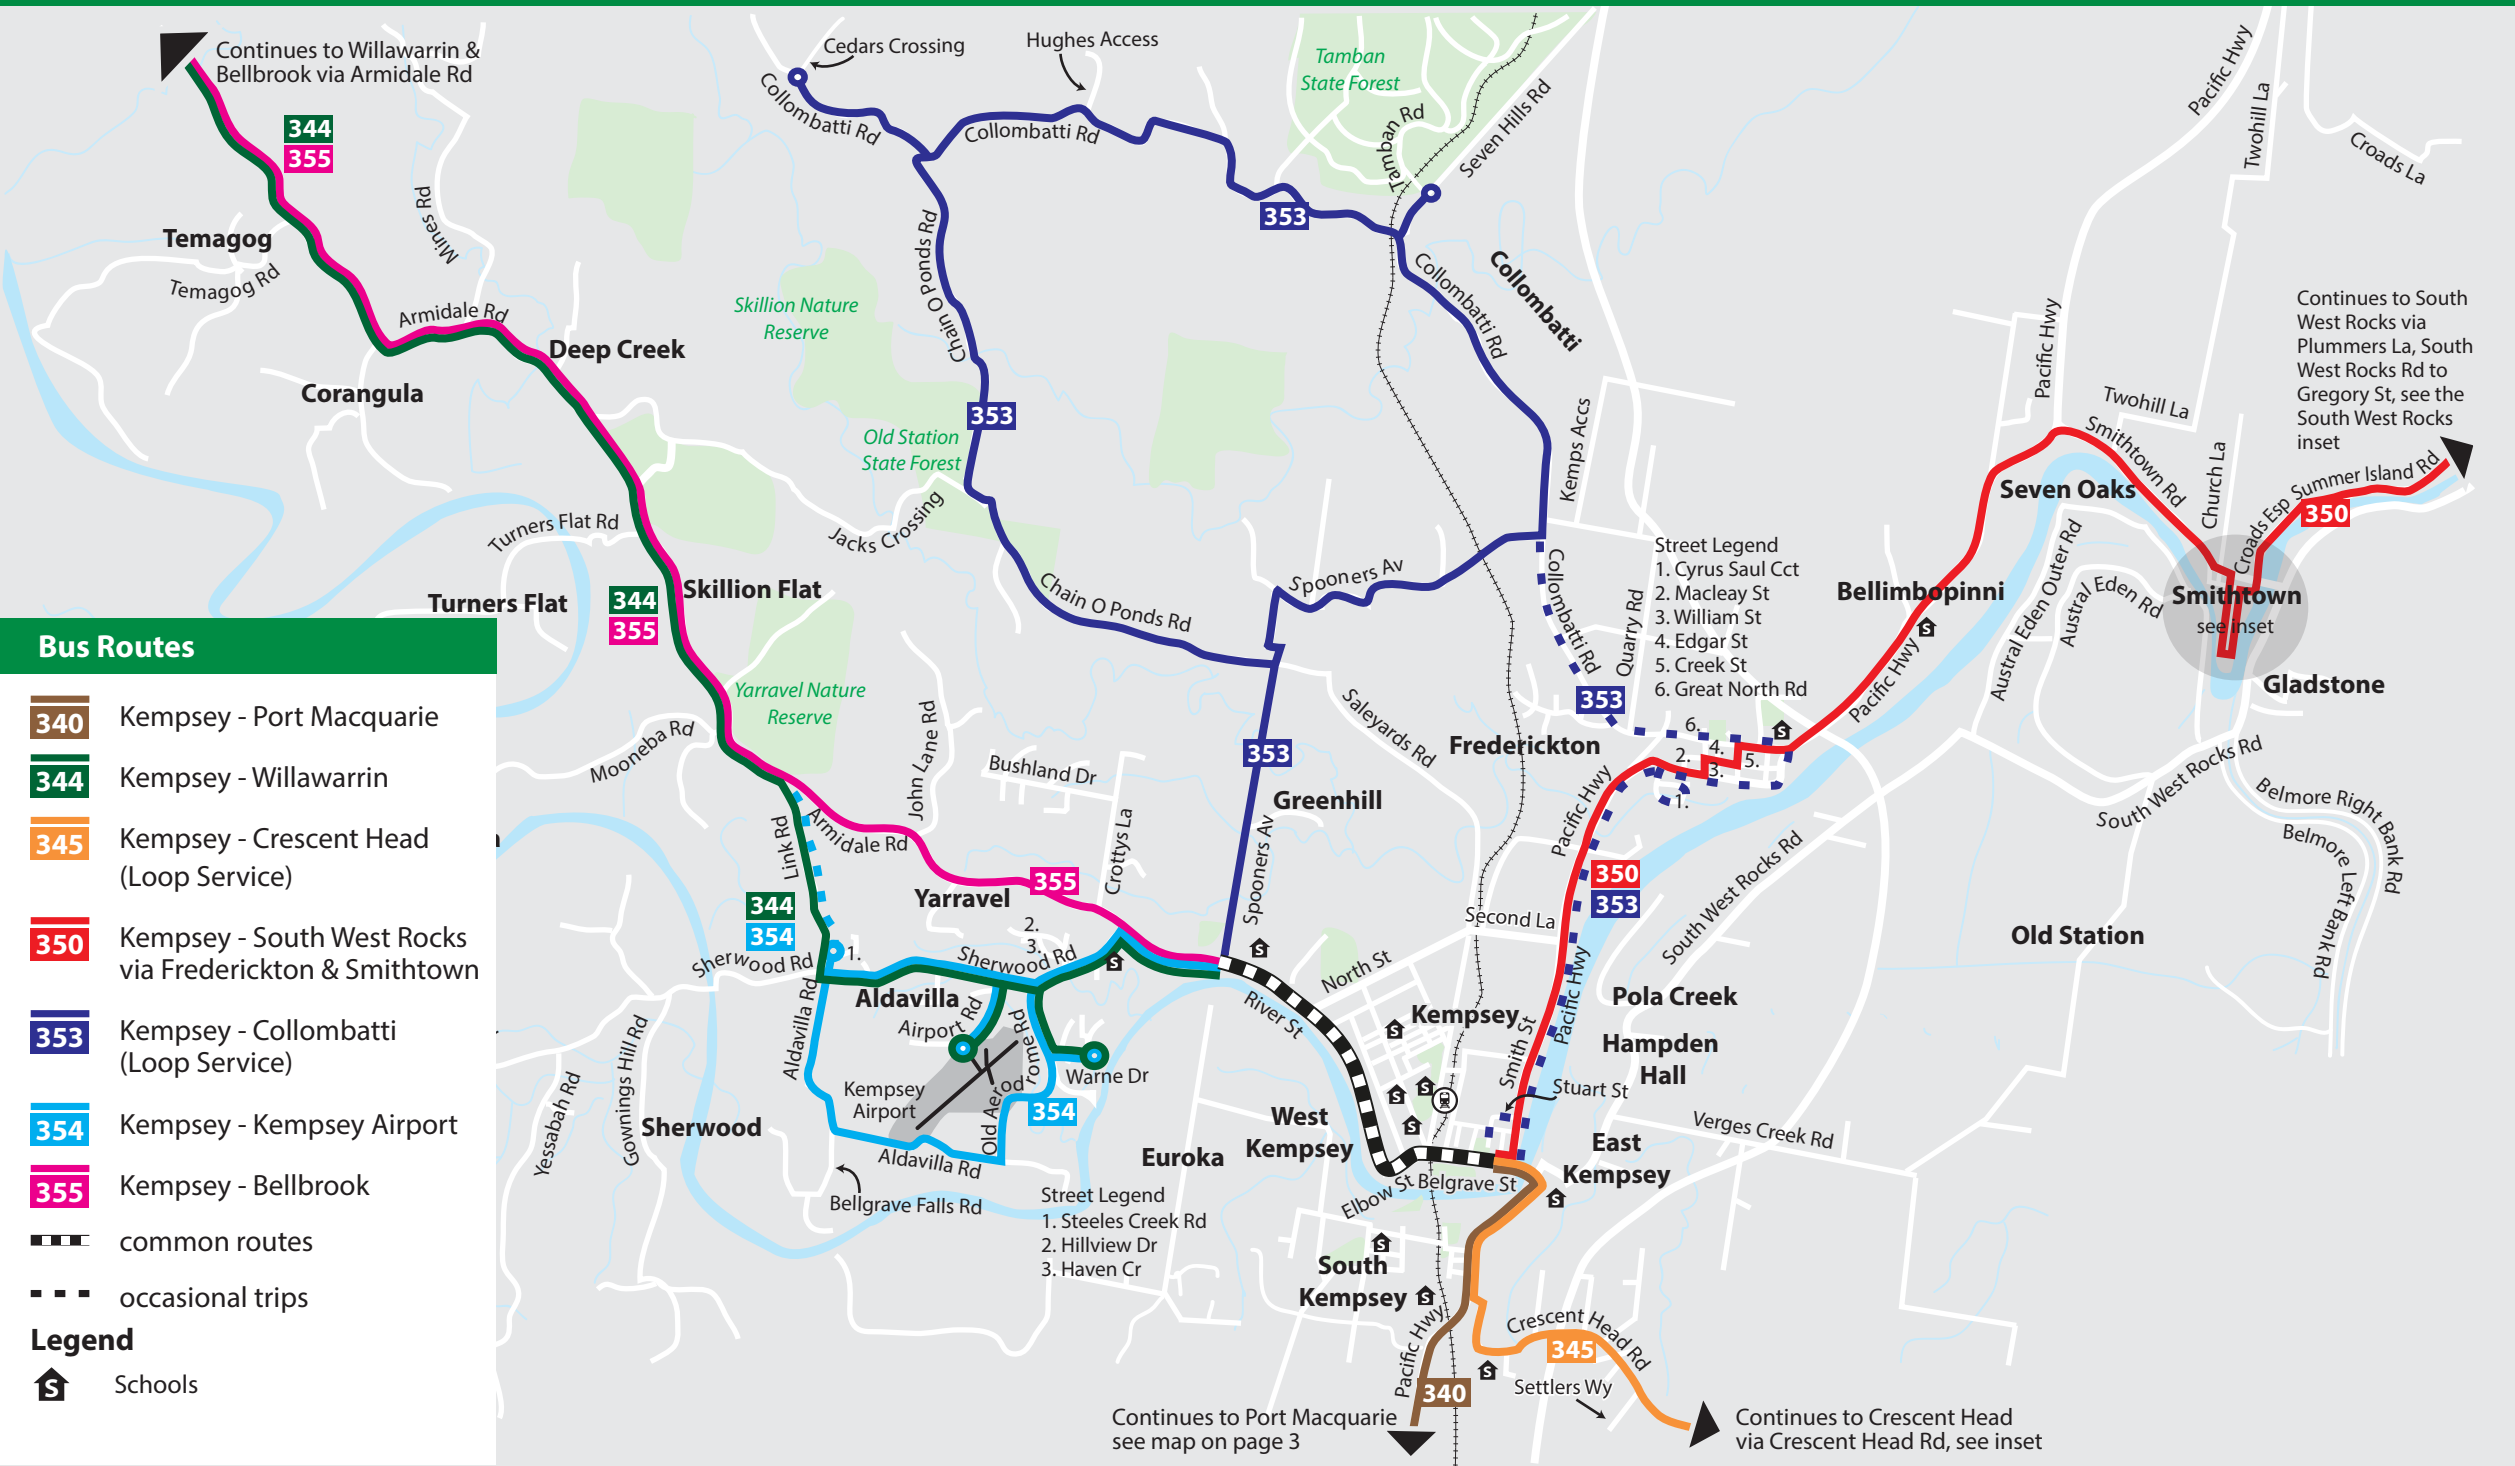 Continues to Willawarrin &
Bellbrook via Armidale Rd
Cedars Crossing
Hughes Access
Tamban
State Forest
Pacific Hwy
Twohill La
Croads La
Collombatti Rd
Collombatti Rd
Tamban Rd
Seven Hills Rd
344
355
Mines Rd
353
Temagog
Temagog Rd
Chain O Ponds Rd
Collombatti Rd
Collombatti
Armidale Rd
Skillion Nature
Reserve
Deep Creek
Corangula
Pacific Hwy
Twohill La
Continues to South
West Rocks via
Plummers La, South
West Rocks Rd to
Gregory St, see the
South West Rocks
inset
353
Old Station
State Forest
Kemps Accs
Smithtown Rd
Church La
Summer Island Rd
Croads Esp
350
Seven Oaks
Turners Flat Rd
Jacks Crossing
Spooners Av
Collombatti Rd
Quarry Rd
Street Legend
1. Cyrus Saul Cct
2. Macleay St
3. William St
4. Edgar St
5. Creek St
6. Great North Rd
Bellimbopinni
Austral Eden Outer Rd
Austral Eden Rd
Smithtown
see inset
Gladstone
Turners Flat
344
355
Skillion Flat
Chain O Ponds Rd
Yarravel Nature
Reserve
Mooneba Rd
John Lane Rd
Bushland Dr
353
Saleyards Rd
Frederickton
353
6.
4.
2.
3.
5.
1.
Pacific Hwy
Pacific Hwy
South West Rocks Rd
Belmore Right Bank Rd
Belmore Left Bank Rd
Greenhill
Link Rd
Armidale Rd
Crottys La
Spooners Av
350
353
South West Rocks Rd
Old Station
Yarravel
355
344
354
2.
3.
1.
Sherwood Rd
Sherwood Rd
Second La
North St
River St
Aldavilla
Airport Rd
Aldavilla Rd
Kempsey
Airport
Old Aerodrome Rd
Warne Dr
354
Kempsey
Smith St
Pacific Hwy
Pola Creek
Hampden
Hall
Stuart St
Verges Creek Rd
Yessabah Rd
Gownings Hill Rd
Sherwood
Aldavilla Rd
Bellgrave Falls Rd
Euroka
West
Kempsey
Elbow St
Belgrave St
East
Kempsey
Street Legend
1. Steeles Creek Rd
2. Hillview Dr
3. Haven Cr
South
Kempsey
Pacific Hwy
340
Crescent Head Rd
345
Settlers Wy
Continues to Port Macquarie
see map on page 3
Continues to Crescent Head
via Crescent Head Rd, see inset
Bus Routes
340 Kempsey - Port Macquarie
344 Kempsey - Willawarrin
345 Kempsey - Crescent Head
(Loop Service)
350 Kempsey - South West Rocks
via Frederickton & Smithtown
353 Kempsey - Collombatti
(Loop Service)
354 Kempsey - Kempsey Airport
355 Kempsey - Bellbrook
common routes
occasional trips
Legend
S Schools